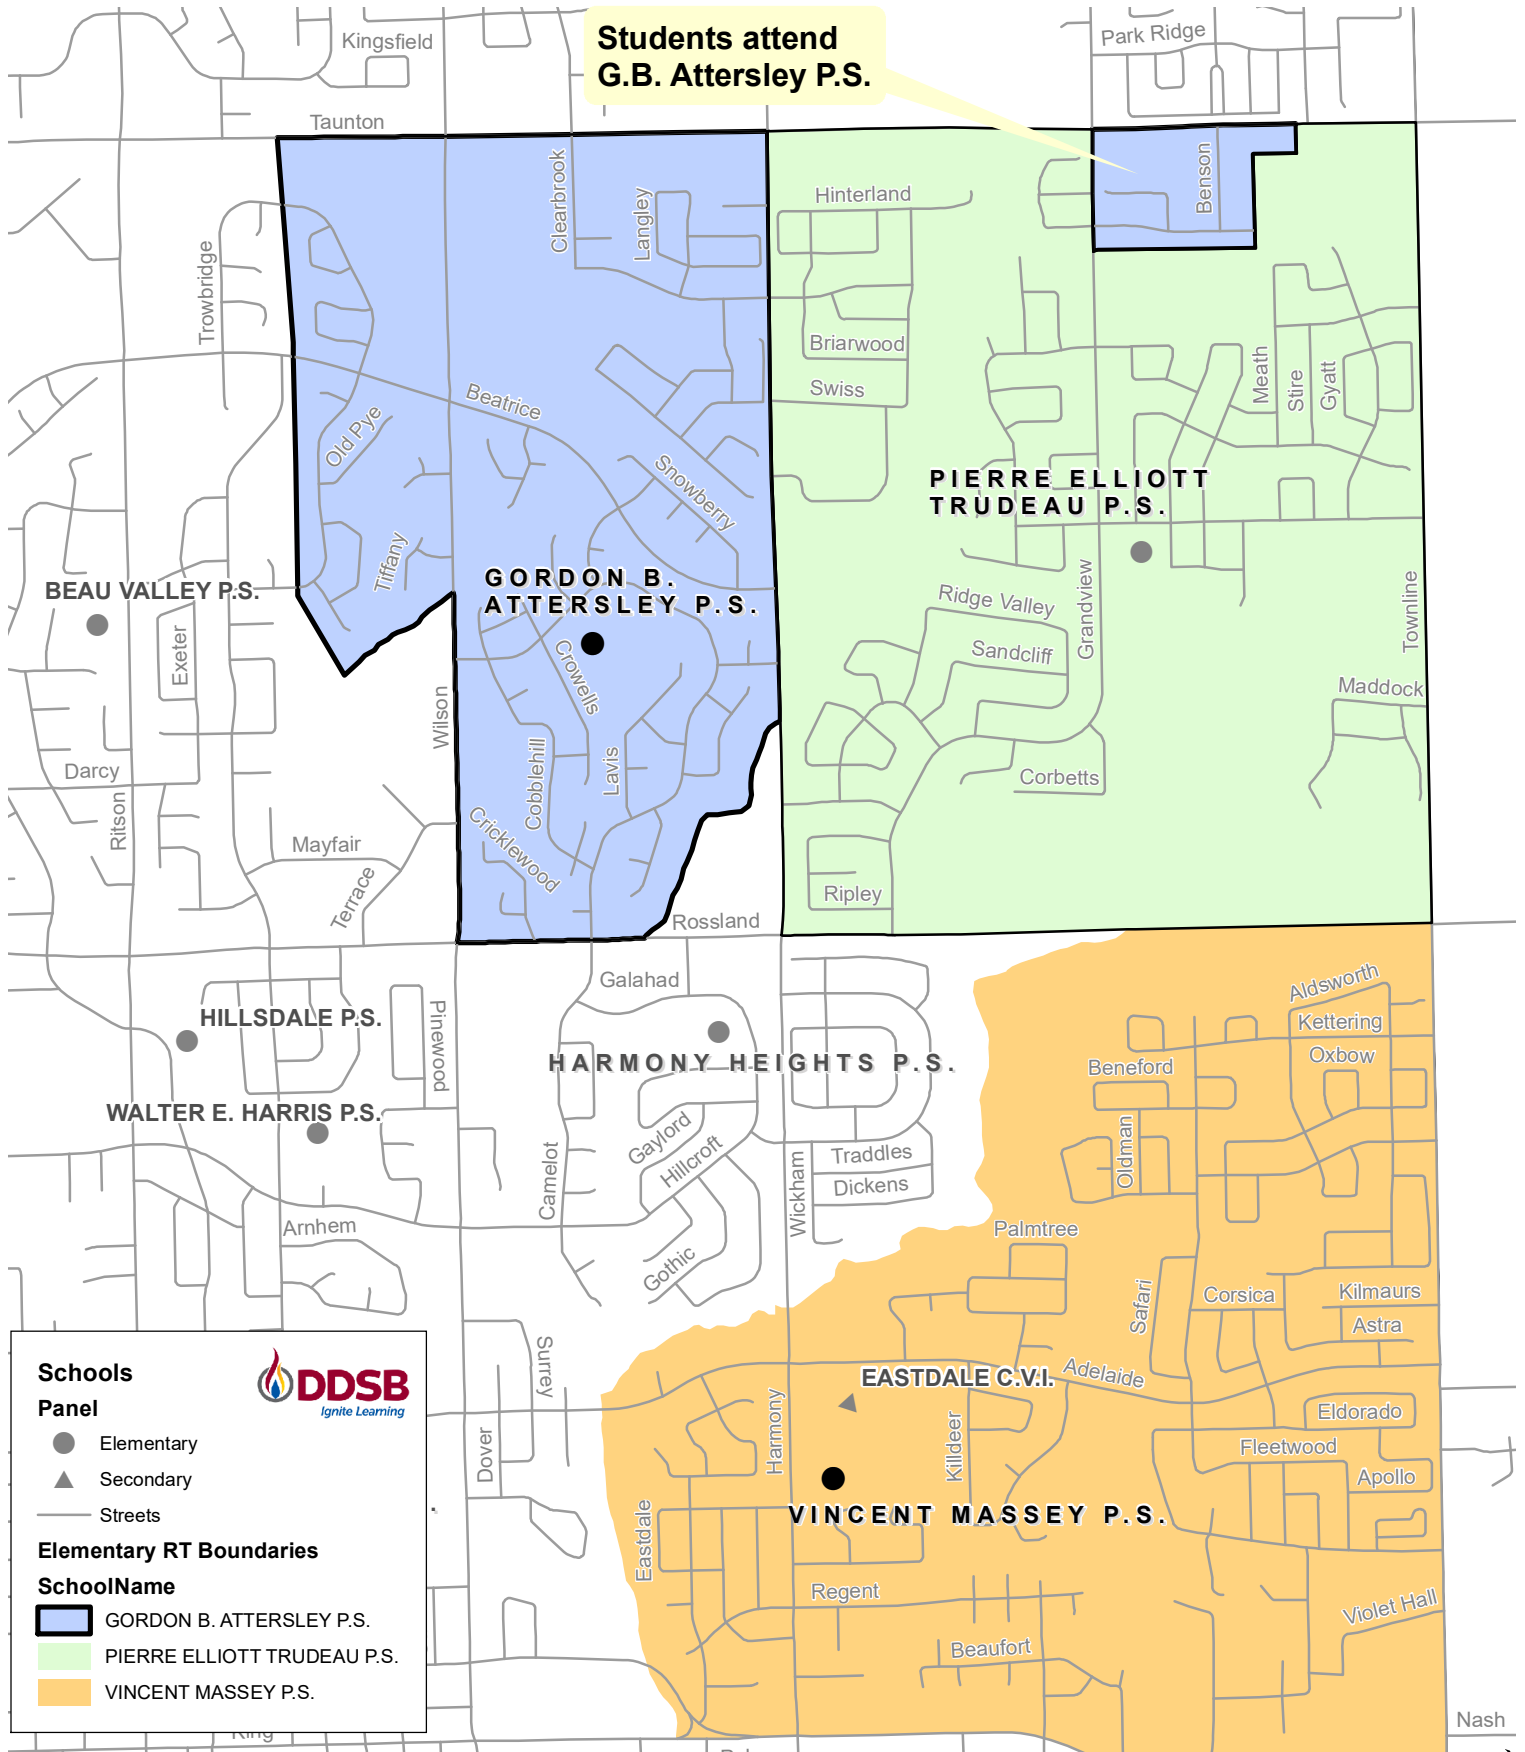 Students attend
G.B. Attersley P.S.
Kingsfield
Park Ridge
Taunton
Clearbrook
Langley
Benson
Hinterland
Trowbridge
Briarwood
Swiss
Meath
Stire
Gyatt
Beatrice
Old Pye
Snowberry
PIERRE ELLIOTT
TRUDEAU P.S.
Tiffany
GORDON B.
ATTERSLEY P.S.
BEAU VALLEY P.S.
Exeter
Ridge Valley
Sandcliff
Grandview
Townline
Crowells
Maddock
Wilson
Cobblehill
Lavis
Darcy
Ritson
Corbetts
Mayfair
Cricklewood
Terrace
Ripley
Rossland
Galahad
Aldsworth
Kettering
Oxbow
HILLSDALE P.S.
Pinewood
HARMONY HEIGHTS P.S.
Beneford
WALTER E. HARRIS P.S.
Gaylord
Hillcroft
Oldman
Traddles
Dickens
Camelot
Wickham
Arnhem
Palmtree
Gothic
Safari
Corsica
Kilmaurs
Astra
Surrey
Adelaide
EASTDALE C.V.I.
Harmony
Killdeer
Eldorado
Fleetwood
Apollo
Dover
VINCENT MASSEY P.S.
Eastdale
Regent
Violet Hall
Beaufort
Nash
King
Schools
DDSB
Ignite Learning
Panel
Elementary
Secondary
Streets
Elementary RT Boundaries
SchoolName
GORDON B. ATTERSLEY P.S.
PIERRE ELLIOTT TRUDEAU P.S.
VINCENT MASSEY P.S.